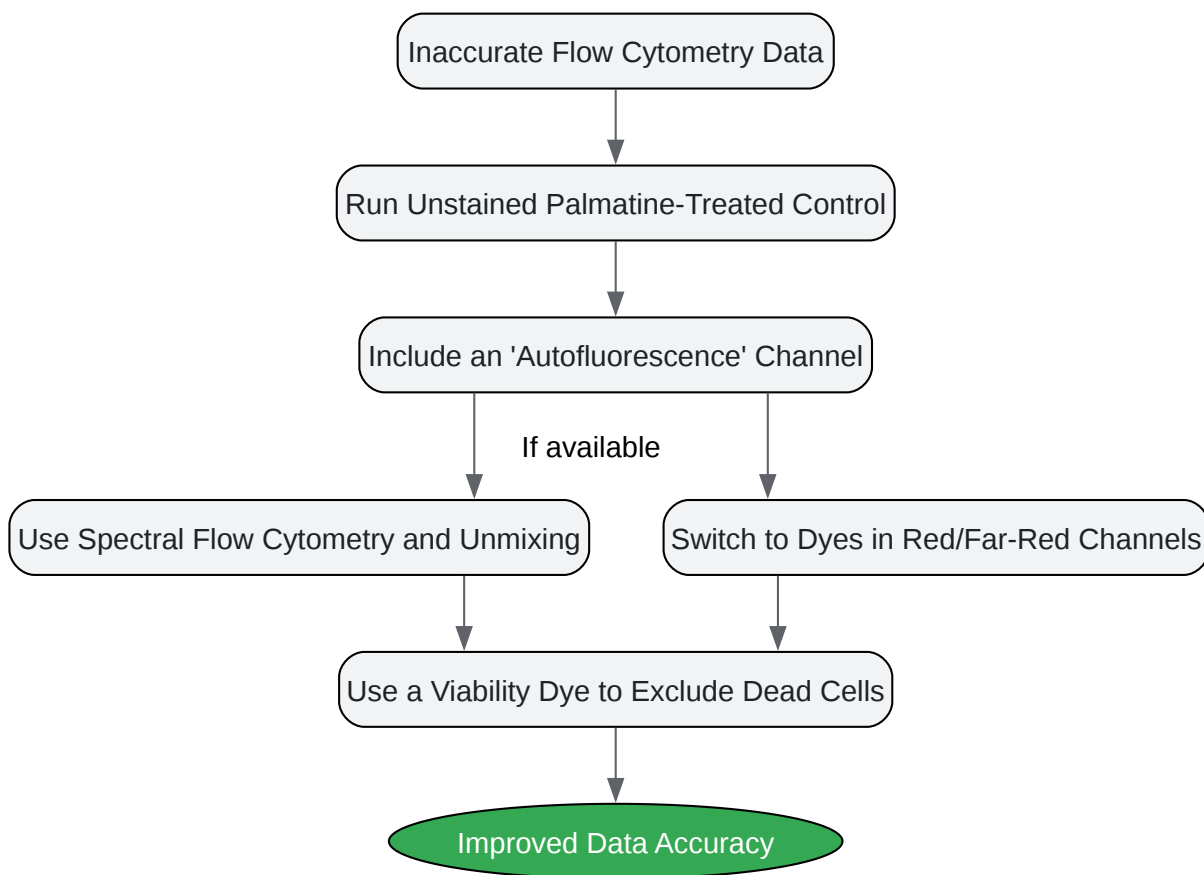 Inaccurate Flow Cytometry Data
Run Unstained Palmatine-Treated Control
Include an 'Autofluorescence' Channel
If available
Use Spectral Flow Cytometry and Unmixing
Switch to Dyes in Red/Far-Red Channels
Use a Viability Dye to Exclude Dead Cells
Improved Data Accuracy